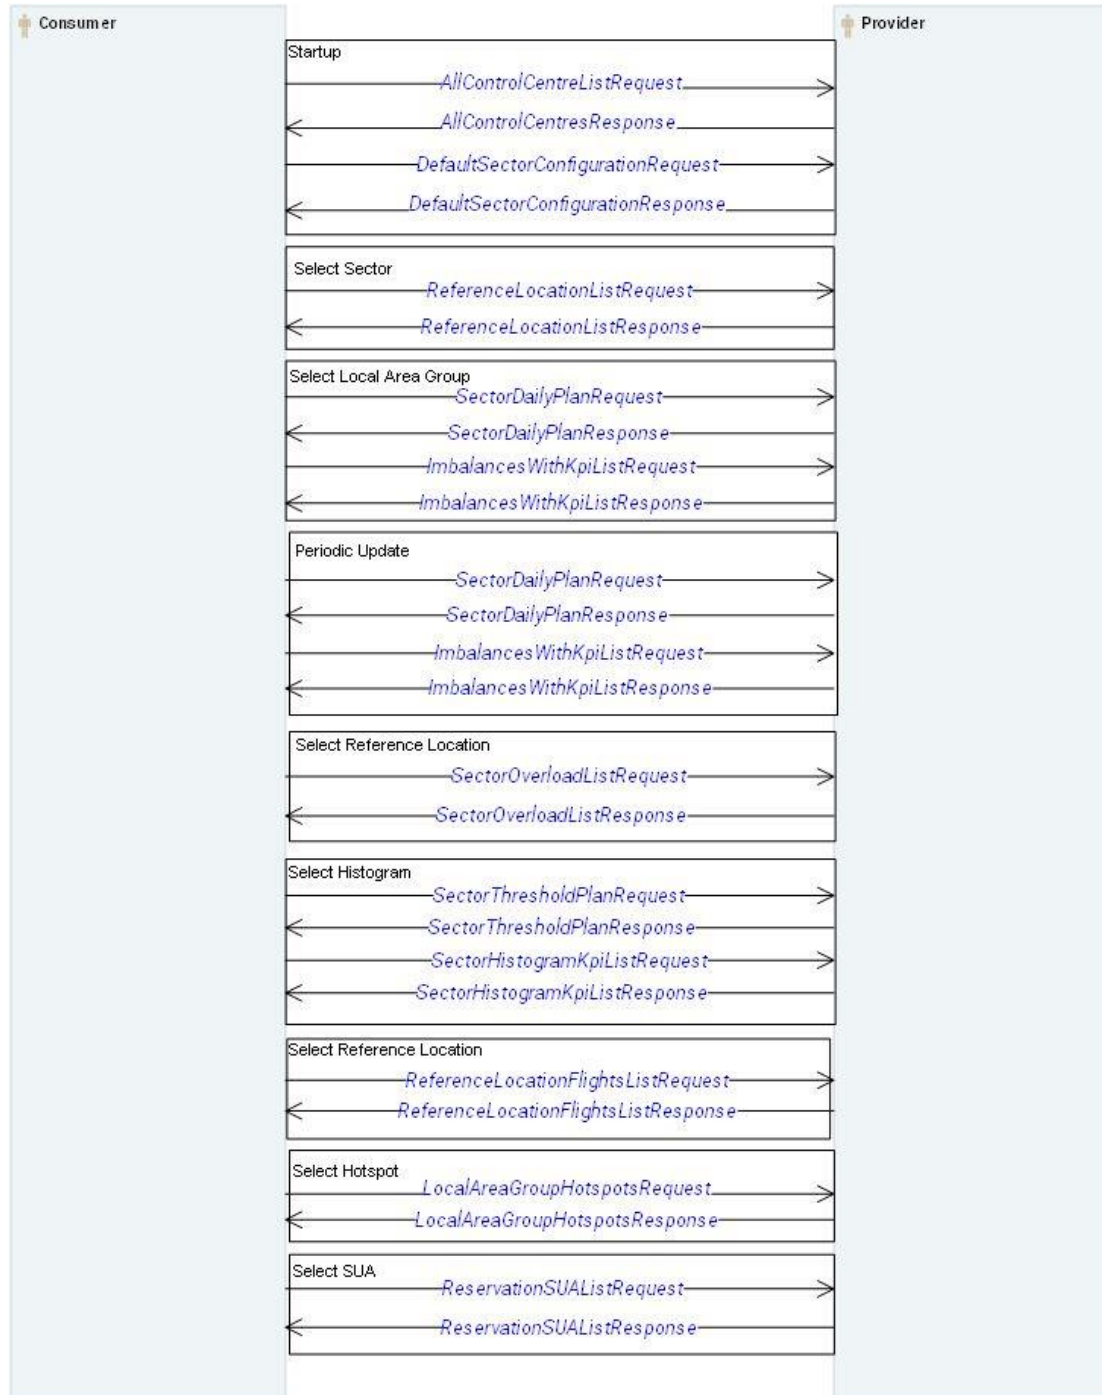 Consumer
Provider
Startup
AllControlCentreListRequest
AllControlCentresResponse
DefaultSectorConfigurationRequest
DefaultSectorConfigurationResponse
Select Sector
ReferenceLocationListRequest
ReferenceLocationListResponse
Select Local Area Group
SectorDailyPlanRequest
SectorDailyPlanResponse
ImbalancesWithKpiListRequest
ImbalancesWithKpiListResponse
Periodic Update
SectorDailyPlanRequest
SectorDailyPlanResponse
ImbalancesWithKpiListRequest
ImbalancesWithKpiListResponse
Select Reference Location
SectorOverloadListRequest
SectorOverloadListResponse
Select Histogram
SectorThresholdPlanRequest
SectorThresholdPlanResponse
SectorHistogramKpiListRequest
SectorHistogramKpiListResponse
Select Reference Location
ReferenceLocationFlightsListRequest
ReferenceLocationFlightsListResponse
Select Hotspot
LocalAreaGroupHotspotsRequest
LocalAreaGroupHotspotsResponse
Select SUA
ReservationSUAListRequest
ReservationSUAListResponse